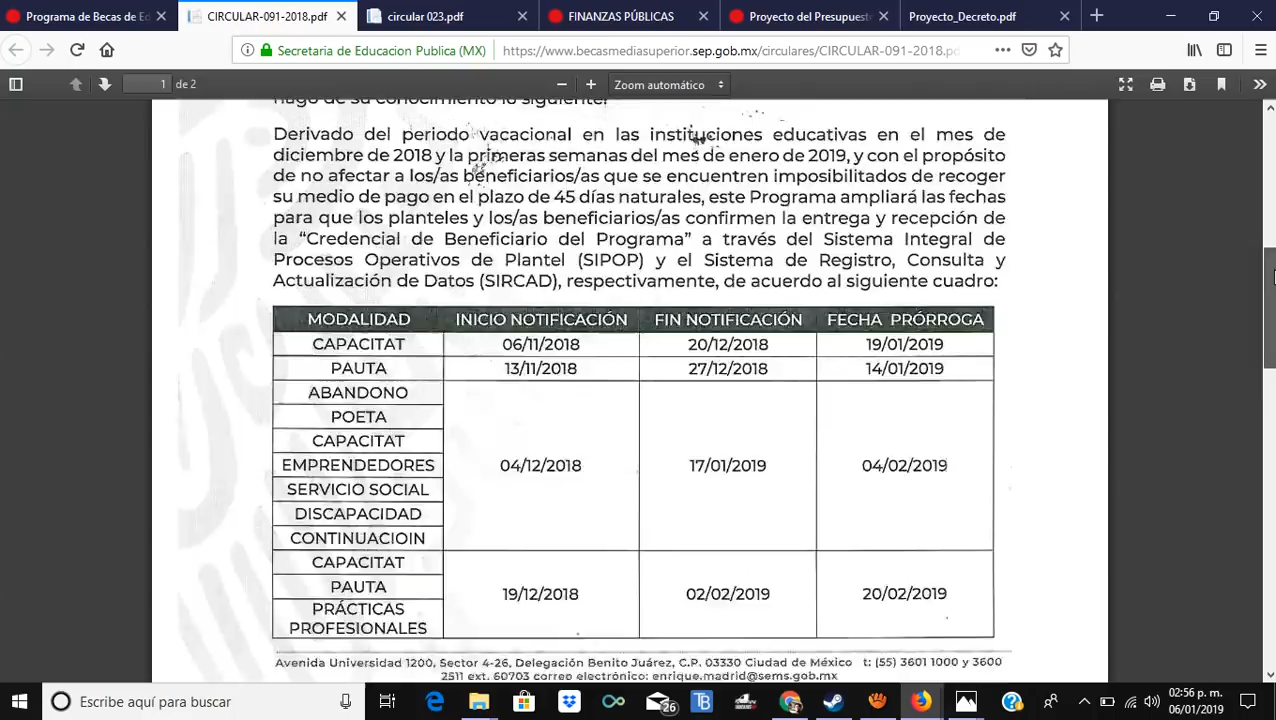 Programa de Becas de Ed
CIRCULAR-091-2018.pdf
circular 023.pdf
FINANZAS PÚBLICAS
Proyecto del Presupuest
Proyecto_Decreto.pdf
Secretaria de Educacion Publica (MX)
https://www.becasmediasuperior.sep.gob.mx/circulares/CIRCULAR-091-2018.pd
1 de 2
Zoom automático
hago de su conocimiento lo siguiente:
Derivado del periodo vacacional en las instituciones educativas en el mes de
diciembre de 2018 y la primeras semanas del mes de enero de 2019, y con el propósito
de no afectar a los/as beneficiarios/as que se encuentren imposibilitados de recoger
su medio de pago en el plazo de 45 días naturales, este Programa ampliará las fechas
para que los planteles y los/as beneficiarios/as confirmen la entrega y recepción de
la “Credencial de Beneficiario del Programa” a través del Sistema Integral de
Procesos Operativos de Plantel (SIPOP) y el Sistema de Registro, Consulta y
Actualización de Datos (SIRCAD), respectivamente, de acuerdo al siguiente cuadro:
MODALIDAD INICIO NOTIFICACIÓN FIN NOTIFICACIÓN FECHA PRÓRROGA
CAPACITAT 06/11/2018 20/12/2018 19/01/2019
PAUTA 13/11/2018 27/12/2018 14/01/2019
ABANDONO
POETA
CAPACITAT
EMPRENDEDORES 04/12/2018 17/01/2019 04/02/2019
SERVICIO SOCIAL
DISCAPACIDAD
CONTINUACIOIN
CAPACITAT
PAUTA 19/12/2018 02/02/2019 20/02/2019
PRÁCTICAS
PROFESIONALES
Avenida Universidad 1200, Sector 4-26, Delegación Benito Juárez, C.P. 03330 Ciudad de México t: (55) 3601 1000 y 3600
2511 ext. 60703 correo electrónico: enrique.madrid@sems.gob.mx
Escribe aquí para buscar
26
TB
02:56 p. m.
06/01/2019